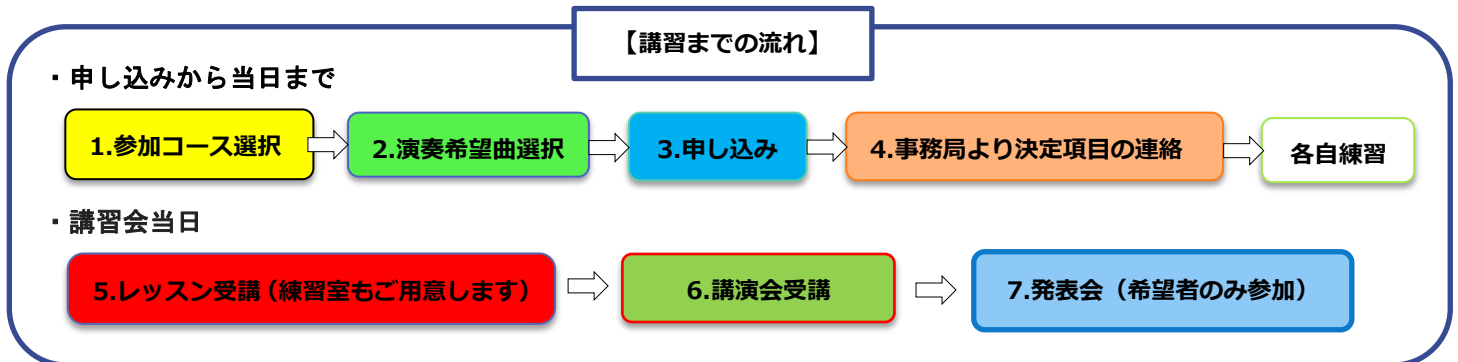 【講習までの流れ】
・申し込みから当日まで
1.参加コース選択
2.演奏希望曲選択
3.申し込み
4.事務局より決定項目の連絡
各自練習
・講習会当日
5.レッスン受講（練習室もご用意します）
6.講演会受講
7.発表会（希望者のみ参加）